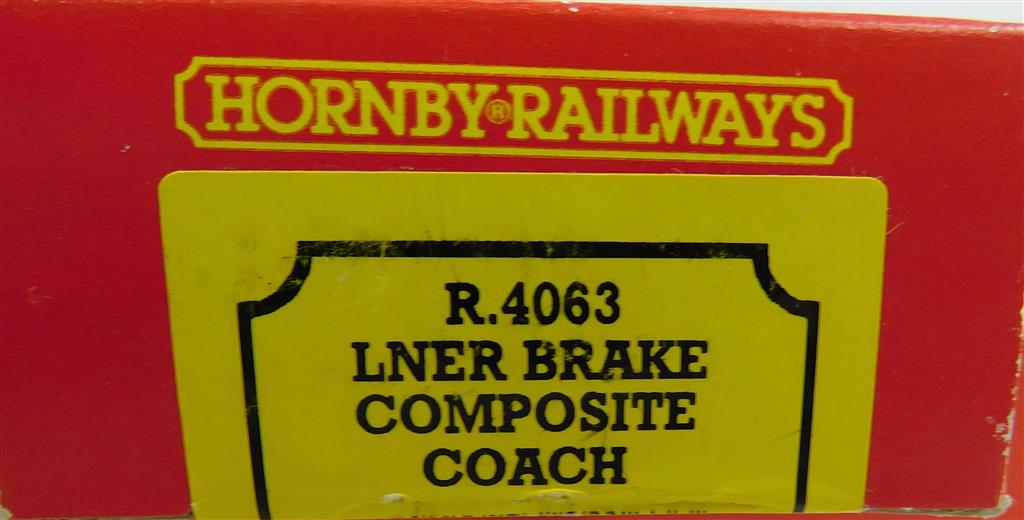 HORNBY® RAILWAYS
R.4063
LNER BRAKE
COMPOSITE
COACH